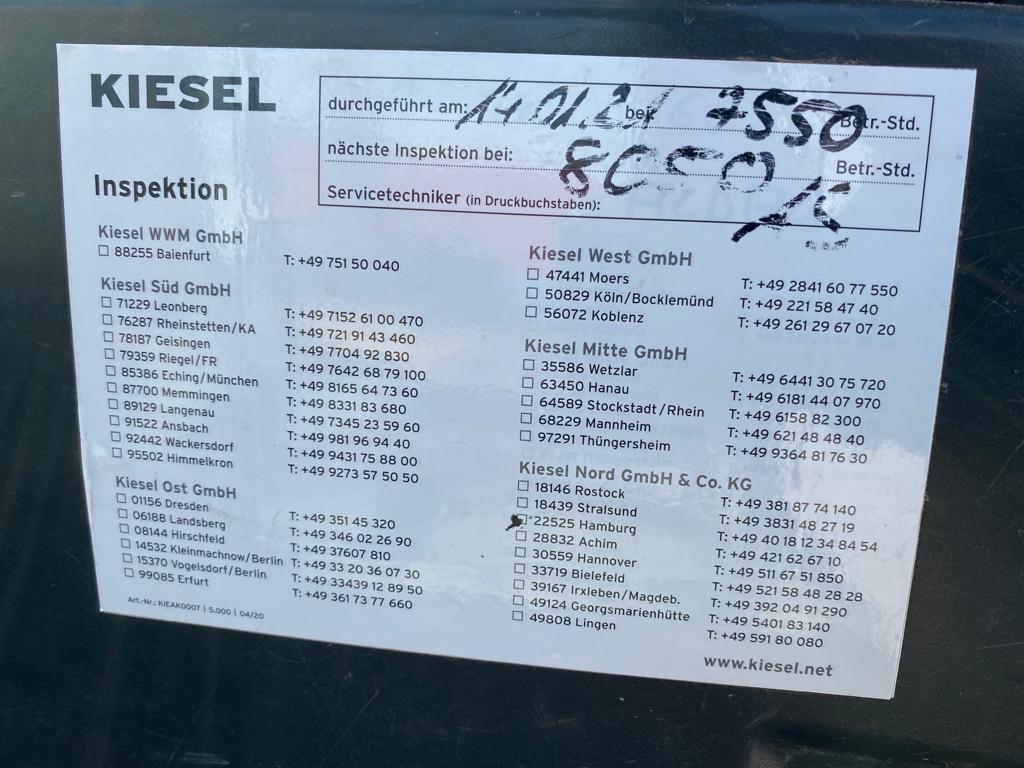 KIESEL
Inspektion
durchgeführt am: 14 01.21 bei 7550 Betr.-Std.
nächste Inspektion bei: 8050 Betr.-Std.
Servicetechniker (in Druckbuchstaben):
Kiesel WWM GmbH
88255 Baienfurt T: +49 751 50 040
Kiesel Süd GmbH
71229 Leonberg T: +49 7152 61 00 470
76287 Rheinstetten/KA T: +49 721 91 43 460
78187 Geisingen T: +49 7704 92 830
79359 Riegel/FR T: +49 7642 68 79 100
85386 Eching/München T: +49 8165 64 73 60
87700 Memmingen T: +49 8331 83 680
89129 Langenau T: +49 7345 23 59 60
91522 Ansbach T: +49 981 96 94 40
92442 Wackersdorf T: +49 9431 75 88 00
95502 Himmelkron T: +49 9273 57 50 50
Kiesel Ost GmbH
01156 Dresden T: +49 351 45 320
06188 Landsberg T: +49 346 02 26 90
08144 Hirschfeld T: +49 37607 810
14532 Kleinmachnow/Berlin T: +49 33 20 36 07 30
15370 Vogelsdorf/Berlin T: +49 33439 12 89 50
99085 Erfurt T: +49 361 73 77 660
Art.-Nr.: KIEAK0007 | 5.000 | 04/20
Kiesel West GmbH
47441 Moers T: +49 2841 60 77 550
50829 Köln/Bocklemünd T: +49 221 58 47 40
56072 Koblenz T: +49 261 29 67 07 20
Kiesel Mitte GmbH
35586 Wetzlar T: +49 6441 30 75 720
63450 Hanau T: +49 6181 44 07 970
64589 Stockstadt/Rhein T: +49 6158 82 300
68229 Mannheim T: +49 621 48 48 40
97291 Thüngersheim T: +49 9364 81 76 30
Kiesel Nord GmbH & Co. KG
18146 Rostock T: +49 381 87 74 140
18439 Stralsund T: +49 3831 48 27 19
22525 Hamburg T: +49 40 18 12 34 84 54
28832 Achim T: +49 421 62 67 10
30559 Hannover T: +49 511 67 51 850
33719 Bielefeld T: +49 521 58 48 28 28
39167 Irxleben/Magdeb. T: +49 392 04 91 290
49124 Georgsmarienhütte T: +49 5401 83 140
49808 Lingen T: +49 591 80 080
www.kiesel.net